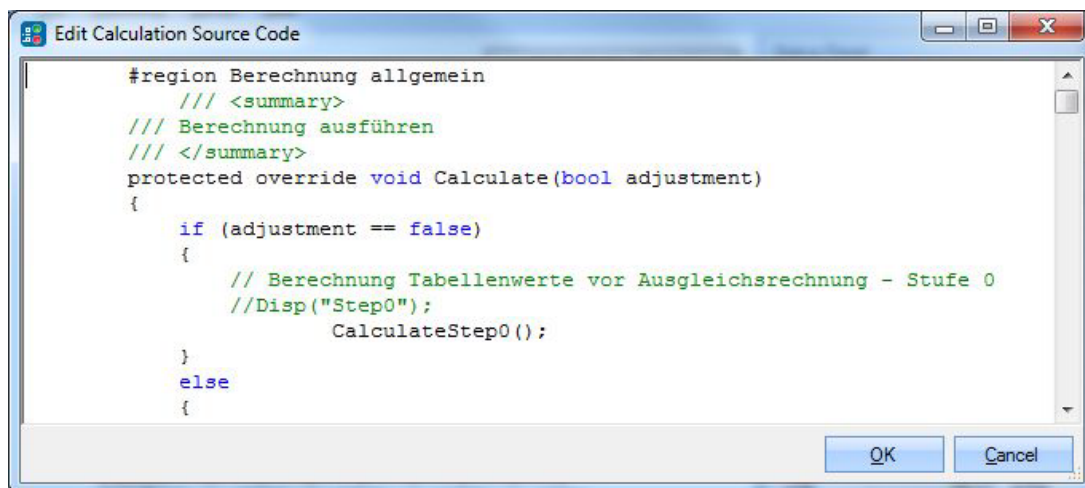 Edit Calculation Source Code
#region Berechnung allgemein
/// <summary>
/// Berechnung ausführen
/// </summary>
protected override void Calculate(bool adjustment)
{
if (adjustment == false)
{
// Berechnung Tabellenwerte vor Ausgleichsrechnung - Stufe 0
//Disp("Step0");
CalculateStep0();
}
else
{
OK Cancel